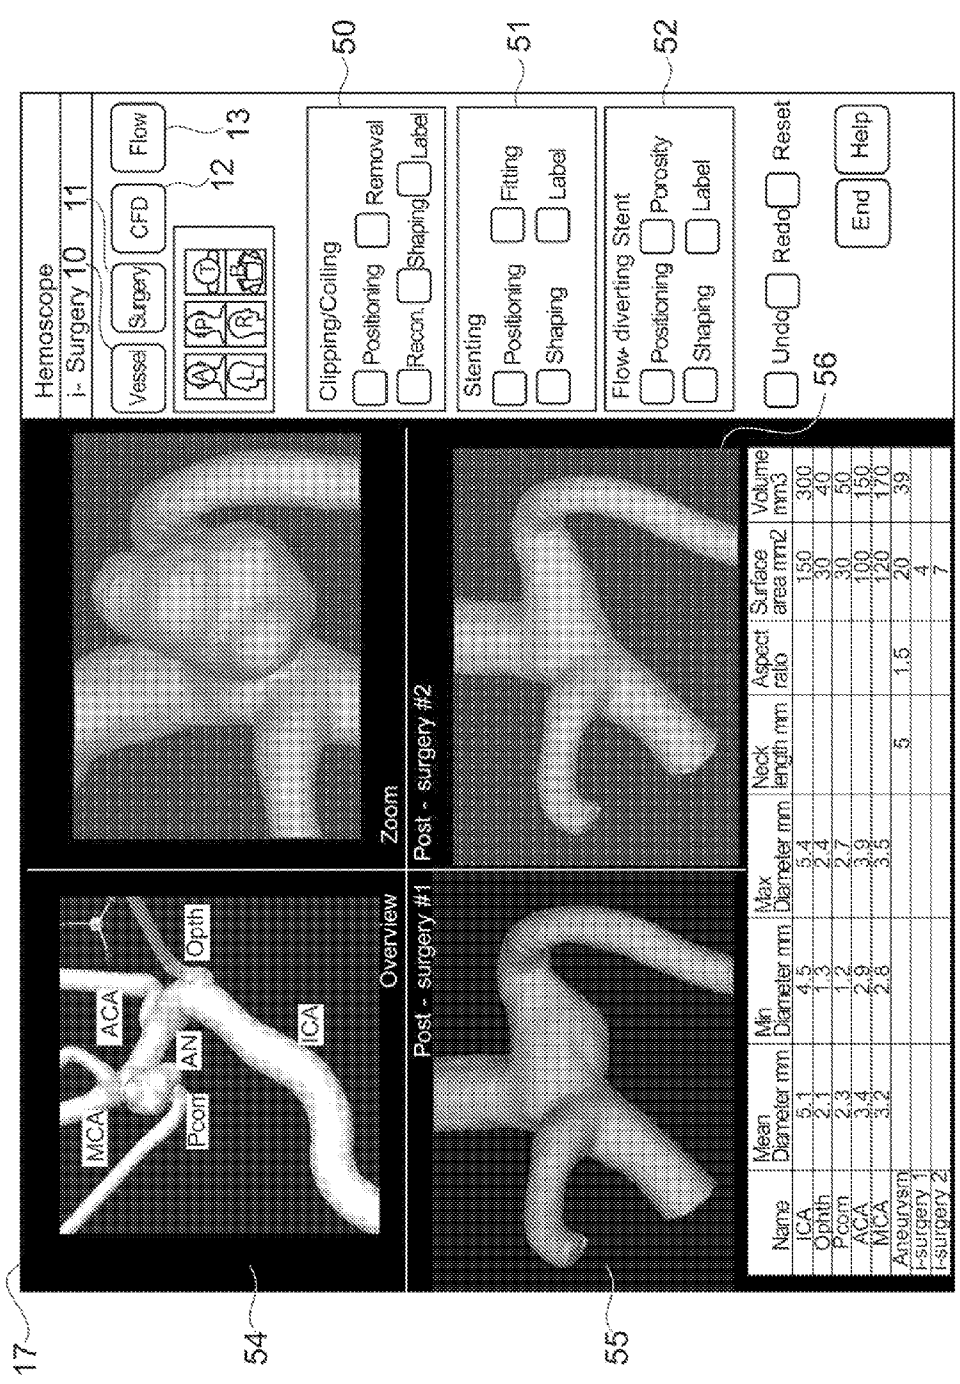 17
54
55
56
Overview
MCA
ACA
Opth
AN
Pcom
ICA
Zoom
Post - surgery #1
Post - surgery #2
Name Mean Diameter mm Min Diameter mm Max Diameter mm Neck length mm Aspect ratio Surface area mm2 Volume mm3
ICA 5.1 4.5 5.4 150 300
Ophth 2.1 1.3 2.4 30 40
Pcom 2.3 1.2 2.7 30 50
ACA 3.4 2.9 3.9 100 150
MCA 3.2 2.8 3.5 120 170
Aneurysm 5 1.5 20 39
i-surgery 1 4
i-surgery 2 7
Hemoscope
i- Surgery 10 11
Vessel Surgery CFD Flow
12 13
A P T
L R
50
Clipping/Coiling
Positioning Removal
Recon. Shaping Label
51
Stenting
Positioning Fitting
Shaping Label
52
Flow- diverting Stent
Positioning Porosity
Shaping Label
Undo Redo Reset
End Help